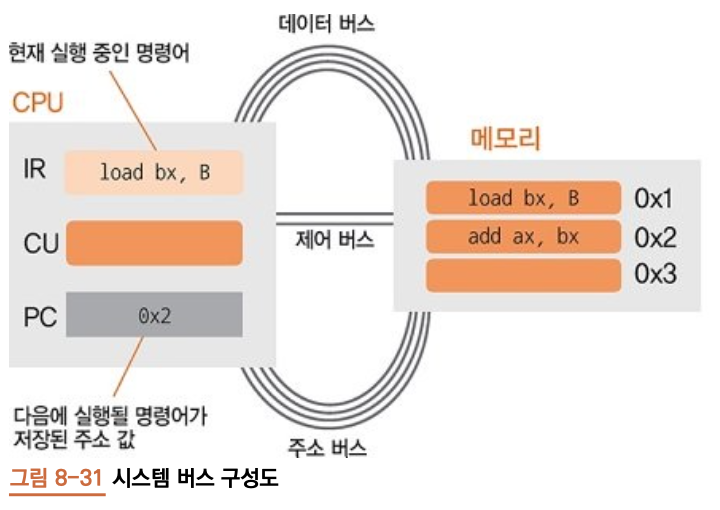 데이터 버스
현재 실행 중인 명령어
CPU
메모리
IR load bx, B
load bx, B 0x1
CU
제어 버스
add ax, bx 0x2
0x3
PC 0x2
다음에 실행될 명령어가
저장된 주소 값
주소 버스
그림 8-31 시스템 버스 구성도